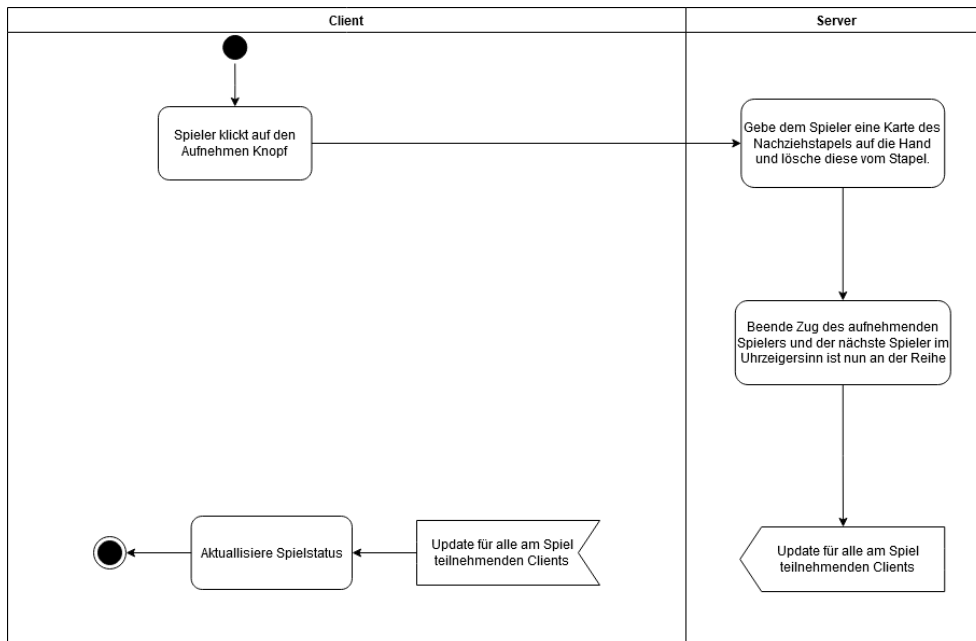 Client
Server
Spieler klickt auf den
Aufnehmen Knopf
Gebe dem Spieler eine Karte des
Nachziehstapels auf die Hand
und lösche diese vom Stapel.
Beende Zug des aufnehmenden
Spielers und der nächste Spieler im
Uhrzeigersinn ist nun an der Reihe
Aktuallisiere Spielstatus
Update für alle am Spiel
teilnehmenden Clients
Update für alle am Spiel
teilnehmenden Clients